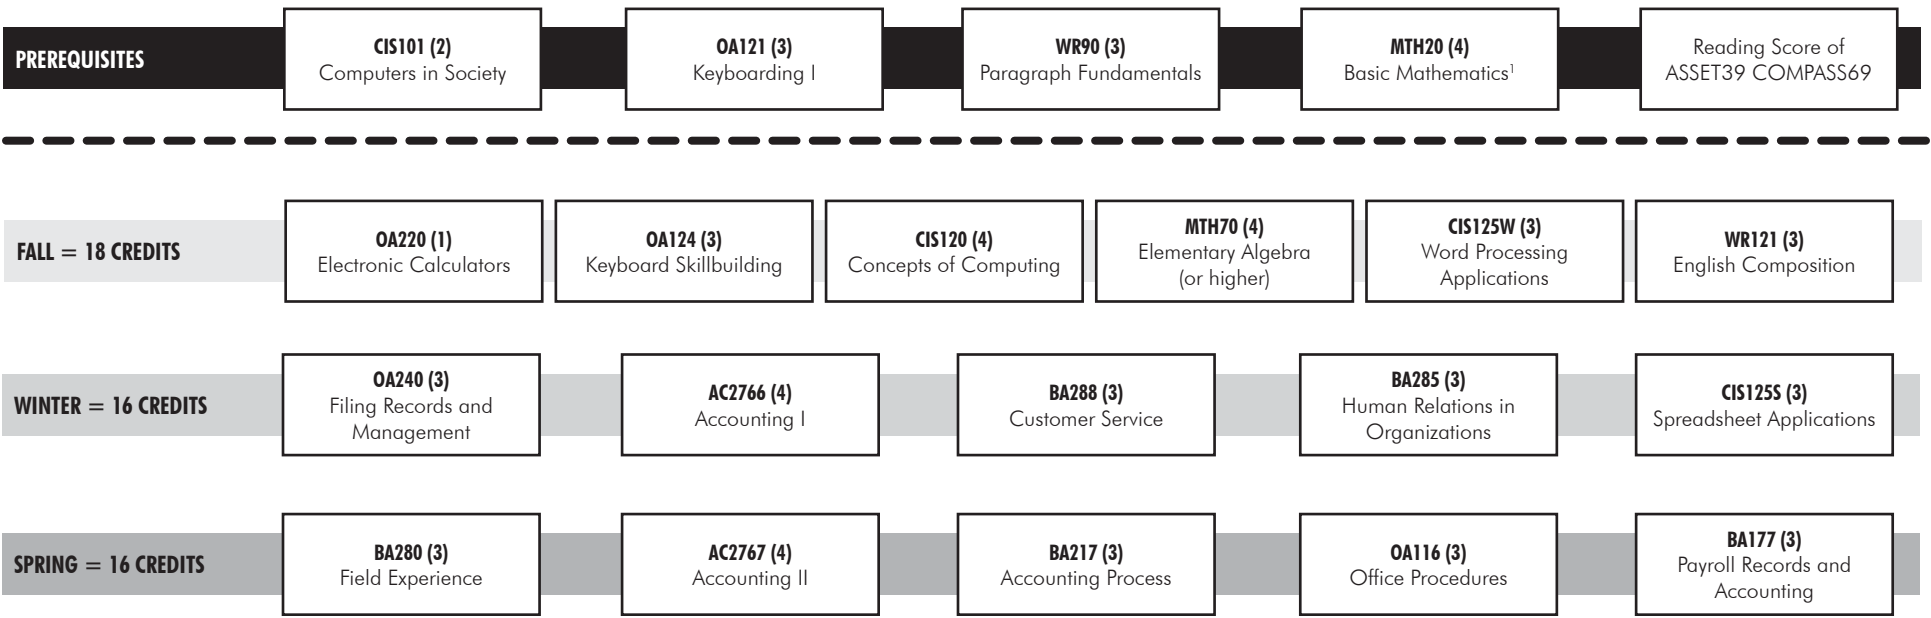 PREREQUISITES
CIS101 (2)
Computers in Society
OA121 (3)
Keyboarding I
WR90 (3)
Paragraph Fundamentals
MTH20 (4)
Basic Mathematics¹
Reading Score of
ASSET39 COMPASS69
FALL = 18 CREDITS
OA220 (1)
Electronic Calculators
OA124 (3)
Keyboard Skillbuilding
CIS120 (4)
Concepts of Computing
MTH70 (4)
Elementary Algebra
(or higher)
CIS125W (3)
Word Processing
Applications
WR121 (3)
English Composition
WINTER = 16 CREDITS
OA240 (3)
Filing Records and
Management
AC2766 (4)
Accounting I
BA288 (3)
Customer Service
BA285 (3)
Human Relations in
Organizations
CIS125S (3)
Spreadsheet Applications
SPRING = 16 CREDITS
BA280 (3)
Field Experience
AC2767 (4)
Accounting II
BA217 (3)
Accounting Process
OA116 (3)
Office Procedures
BA177 (3)
Payroll Records and
Accounting